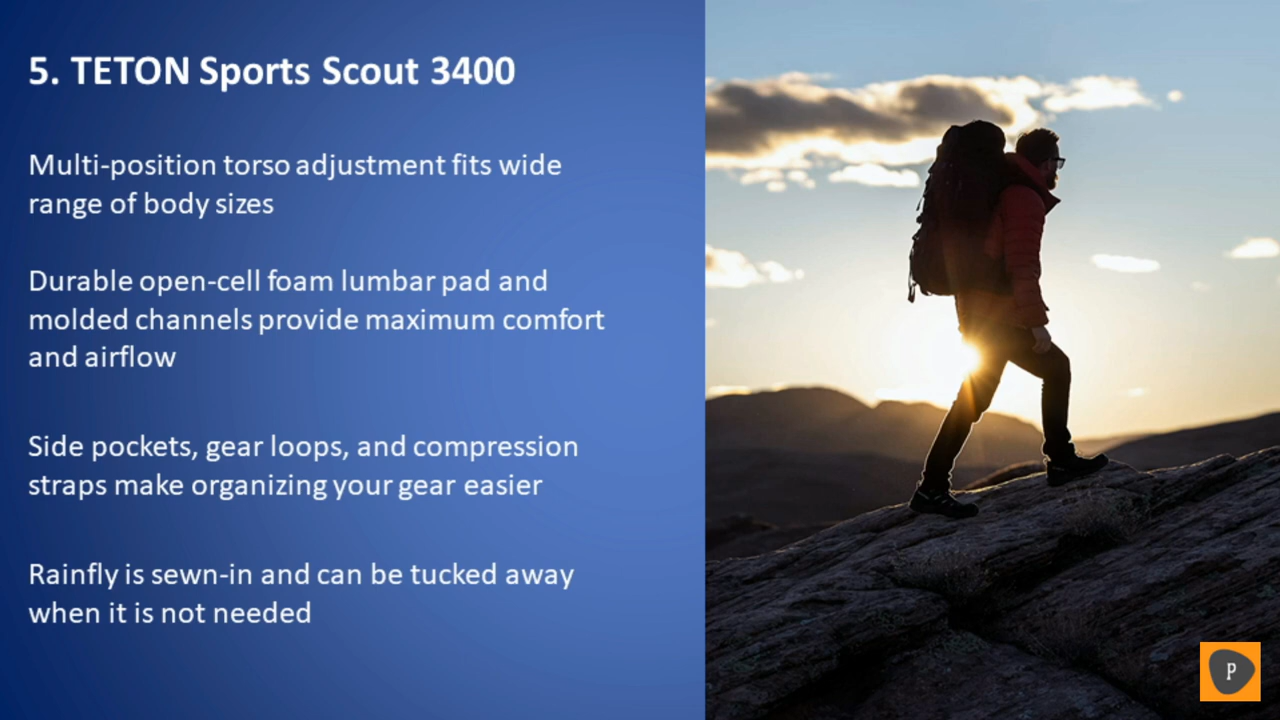 5. TETON Sports Scout 3400
Multi-position torso adjustment fits wide
range of body sizes
Durable open-cell foam lumbar pad and
molded channels provide maximum comfort
and airflow
Side pockets, gear loops, and compression
straps make organizing your gear easier
Rainfly is sewn-in and can be tucked away
when it is not needed
P